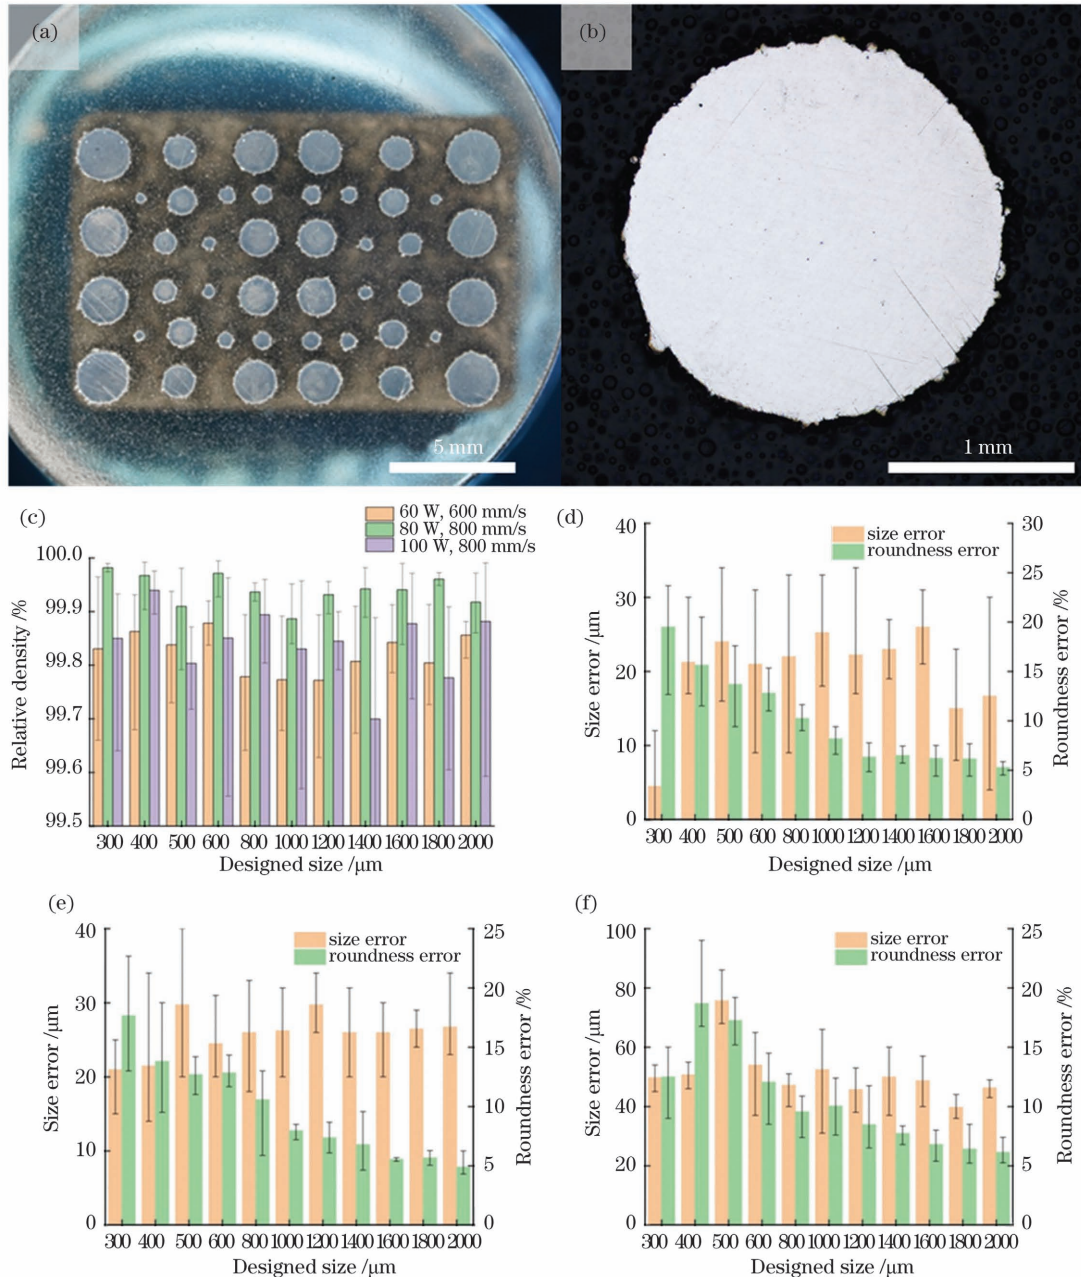 (a)
(b)
5 mm
1 mm
(c)
60 W, 600 mm/s
80 W, 800 mm/s
100 W, 800 mm/s
Relative density /%
100.0
99.9
99.8
99.7
99.6
99.5
300 400 500 600 800 1000 1200 1400 1600 1800 2000
Designed size /μm
(d)
size error
roundness error
Size error /μm
40
30
20
10
0
Roundness error /%
30
25
20
15
10
5
0
300 400 500 600 800 1000 1200 1400 1600 1800 2000
Designed size /μm
(e)
size error
roundness error
Size error /μm
40
30
20
10
0
Roundness error /%
25
20
15
10
5
0
300 400 500 600 800 1000 1200 1400 1600 1800 2000
Designed size /μm
(f)
size error
roundness error
Size error /μm
100
80
60
40
20
0
Roundness error /%
25
20
15
10
5
0
300 400 500 600 800 1000 1200 1400 1600 1800 2000
Designed size /μm